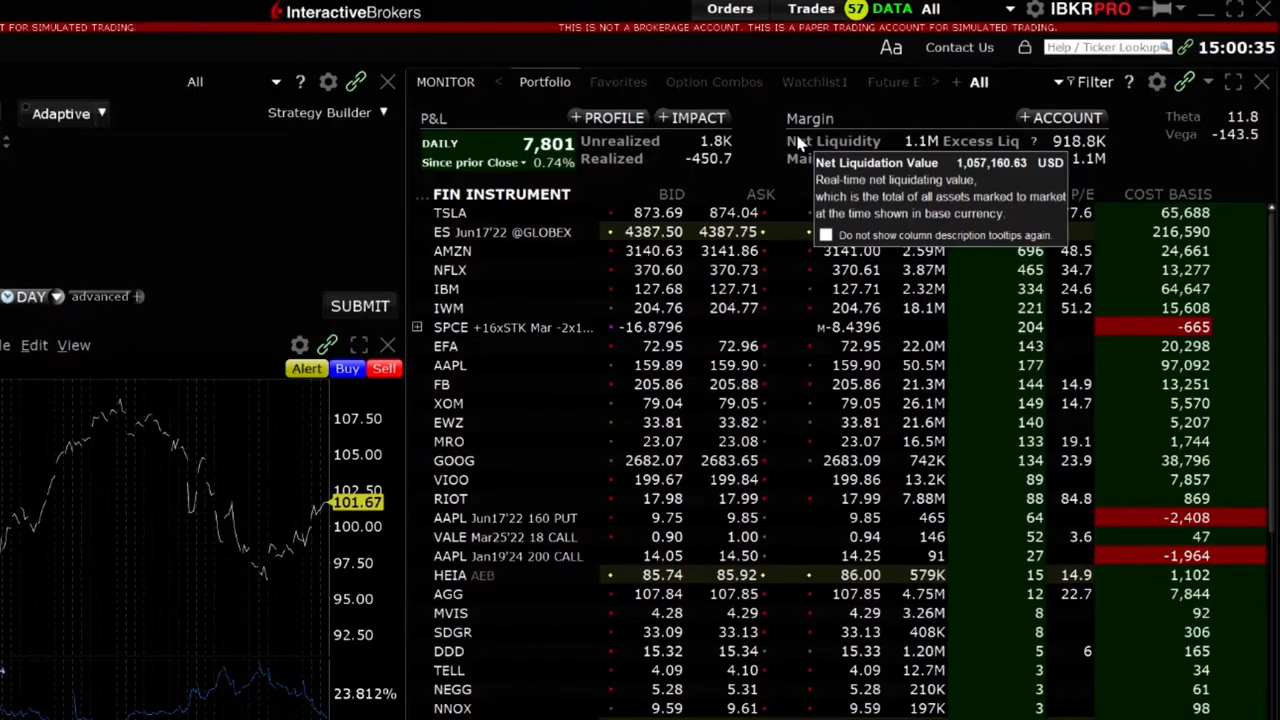 InteractiveBrokers
Orders Trades 57 DATA All IBKRPRO
T FOR SIMULATED TRADING. THIS IS NOT A BROKERAGE ACCOUNT. THIS IS A PAPER TRADING ACCOUNT FOR SIMULATED TRADING.
Aa Contact Us Help / Ticker Lookup 15:00:35
All ?
MONITOR < Portfolio Favorites Option Combos Watchlist1 Future E > + All Filter ?
Adaptive
Strategy Builder
P&L + PROFILE + IMPACT Margin + ACCOUNT Theta 11.8
DAILY 7,801 Unrealized 1.8K Net Liquidity 1.1M Excess Liq ? 918.8K Vega -143.5
Since prior Close 0.74% Realized -450.7 Mai 1.1M
Net Liquidation Value 1,057,160.63 USD
Real-time net liquidating value,
which is the total of all assets marked to market
at the time shown in base currency.
Do not show column description tooltips again.
... FIN INSTRUMENT BID ASK P/E COST BASIS
TSLA 873.69 874.04 7.6 65,688
ES Jun17'22 @GLOBEX 4387.50 4387.75 216,590
AMZN 3140.63 3141.86 3141.00 2.59M 696 48.5 24,661
NFLX 370.60 370.73 370.61 3.87M 465 34.7 13,277
IBM 127.68 127.71 127.68 2.32M 334 24.6 64,647
IWM 204.76 204.77 204.76 18.1M 221 51.2 15,608
SPCE +16xSTK Mar -2x1... -16.8796 M-8.4396 204 -665
EFA 72.95 72.96 72.95 22.0M 143 20,298
AAPL 159.89 159.90 159.90 50.5M 177 97,092
FB 205.86 205.88 205.86 21.3M 144 14.9 13,251
XOM 79.04 79.05 79.05 26.1M 149 14.7 5,570
EWZ 33.81 33.82 33.81 21.6M 140 5,207
MRO 23.07 23.08 23.07 16.5M 133 19.1 1,744
GOOG 2682.07 2683.65 2683.09 742K 134 23.9 38,796
VIOO 199.67 199.84 199.86 13.2K 89 7,857
RIOT 17.98 17.99 17.99 7.88M 88 84.8 869
AAPL Jun17'22 160 PUT 9.75 9.85 9.85 465 64 -2,408
VALE Mar25'22 18 CALL 0.90 1.00 0.94 146 52 3.6 47
AAPL Jan19'24 200 CALL 14.05 14.50 14.25 91 27 -1,964
HEIA AEB 85.74 85.92 86.00 579K 15 14.9 1,102
AGG 107.84 107.85 107.85 4.75M 12 22.7 7,844
MVIS 4.28 4.29 4.28 3.26M 8 92
SDGR 33.09 33.13 33.13 408K 8 306
DDD 15.32 15.34 15.33 1.20M 5 6 165
TELL 4.09 4.10 4.09 12.7M 3 34
NEGG 5.28 5.31 5.28 210K 3 61
NNOX 9.59 9.61 9.59 197K 3 98
DAY advanced +
SUBMIT
le Edit View
Alert Buy Sell
107.50
105.00
102.50
101.67
100.00
97.50
95.00
92.50
23.812%